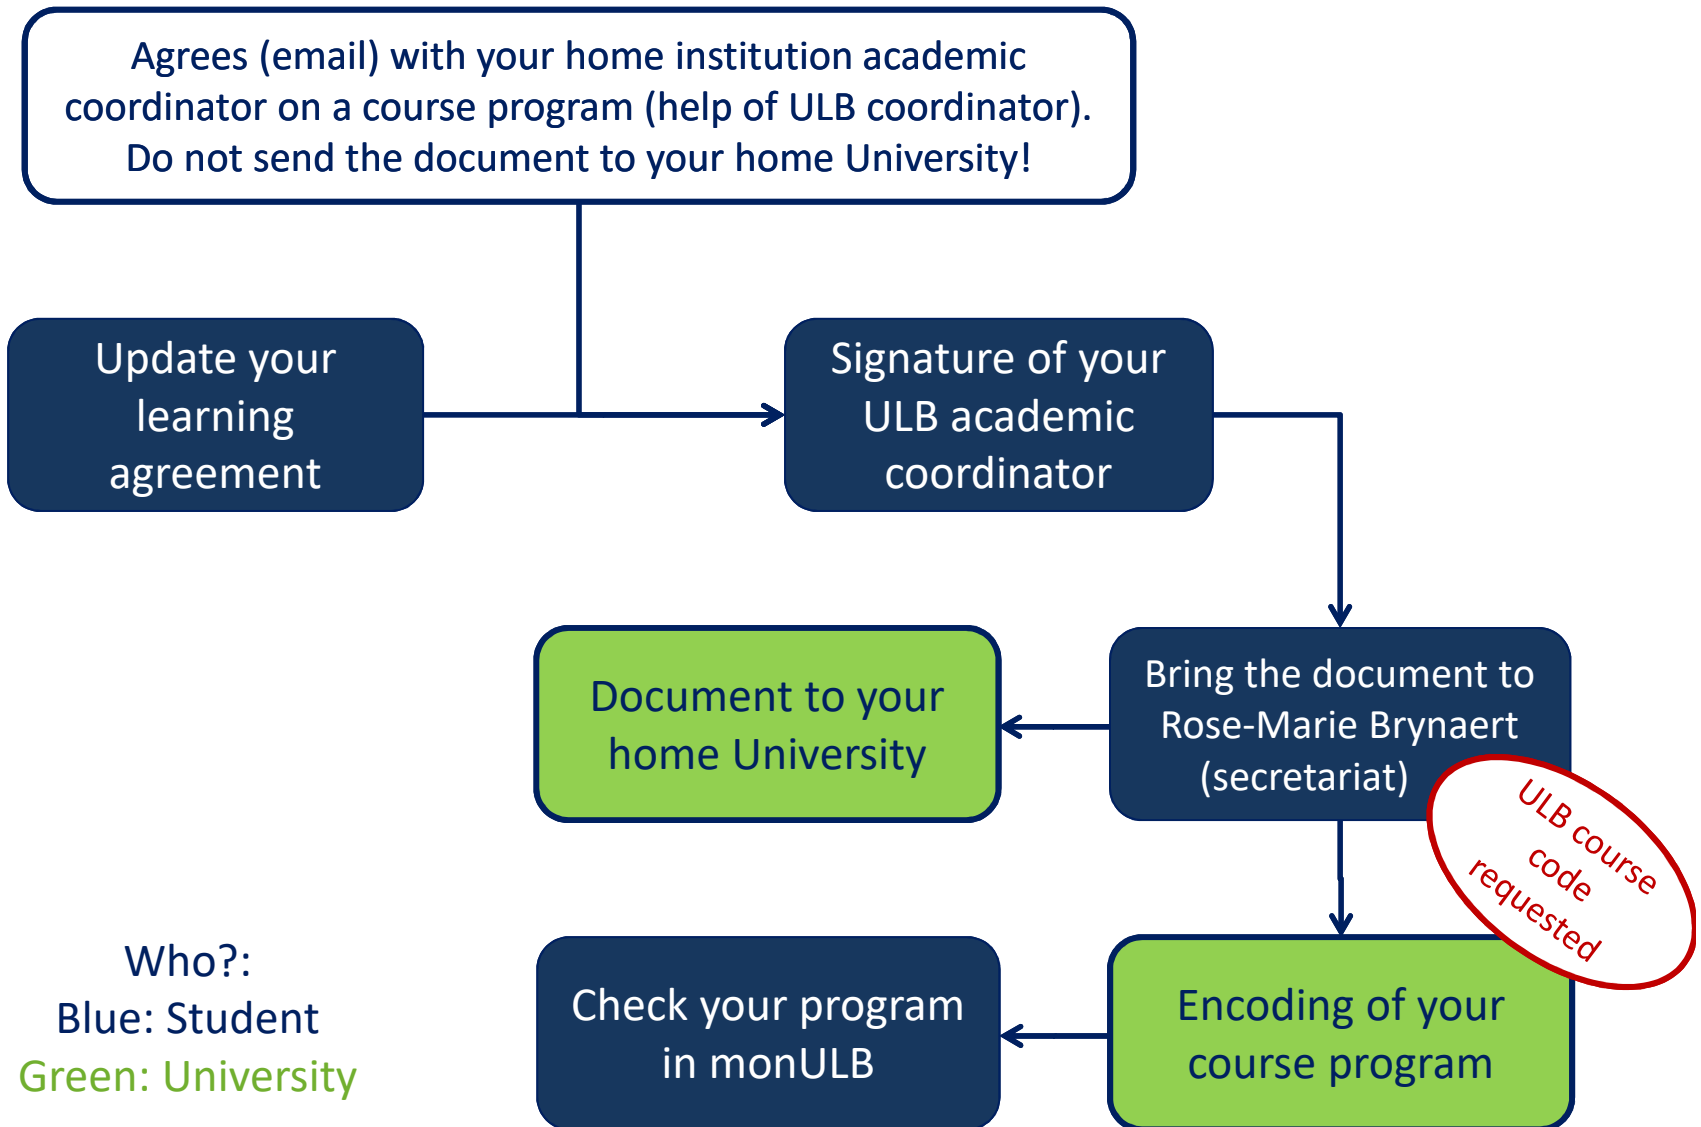 Agrees (email) with your home institution academic
coordinator on a course program (help of ULB coordinator).
Do not send the document to your home University!
Update your
learning
agreement
Signature of your
ULB academic
coordinator
Document to your
home University
Bring the document to
Rose-Marie Brynaert
(secretariat)
ULB course
code
requested
Check your program
in monULB
Encoding of your
course program
Who?:
Blue: Student
Green: University